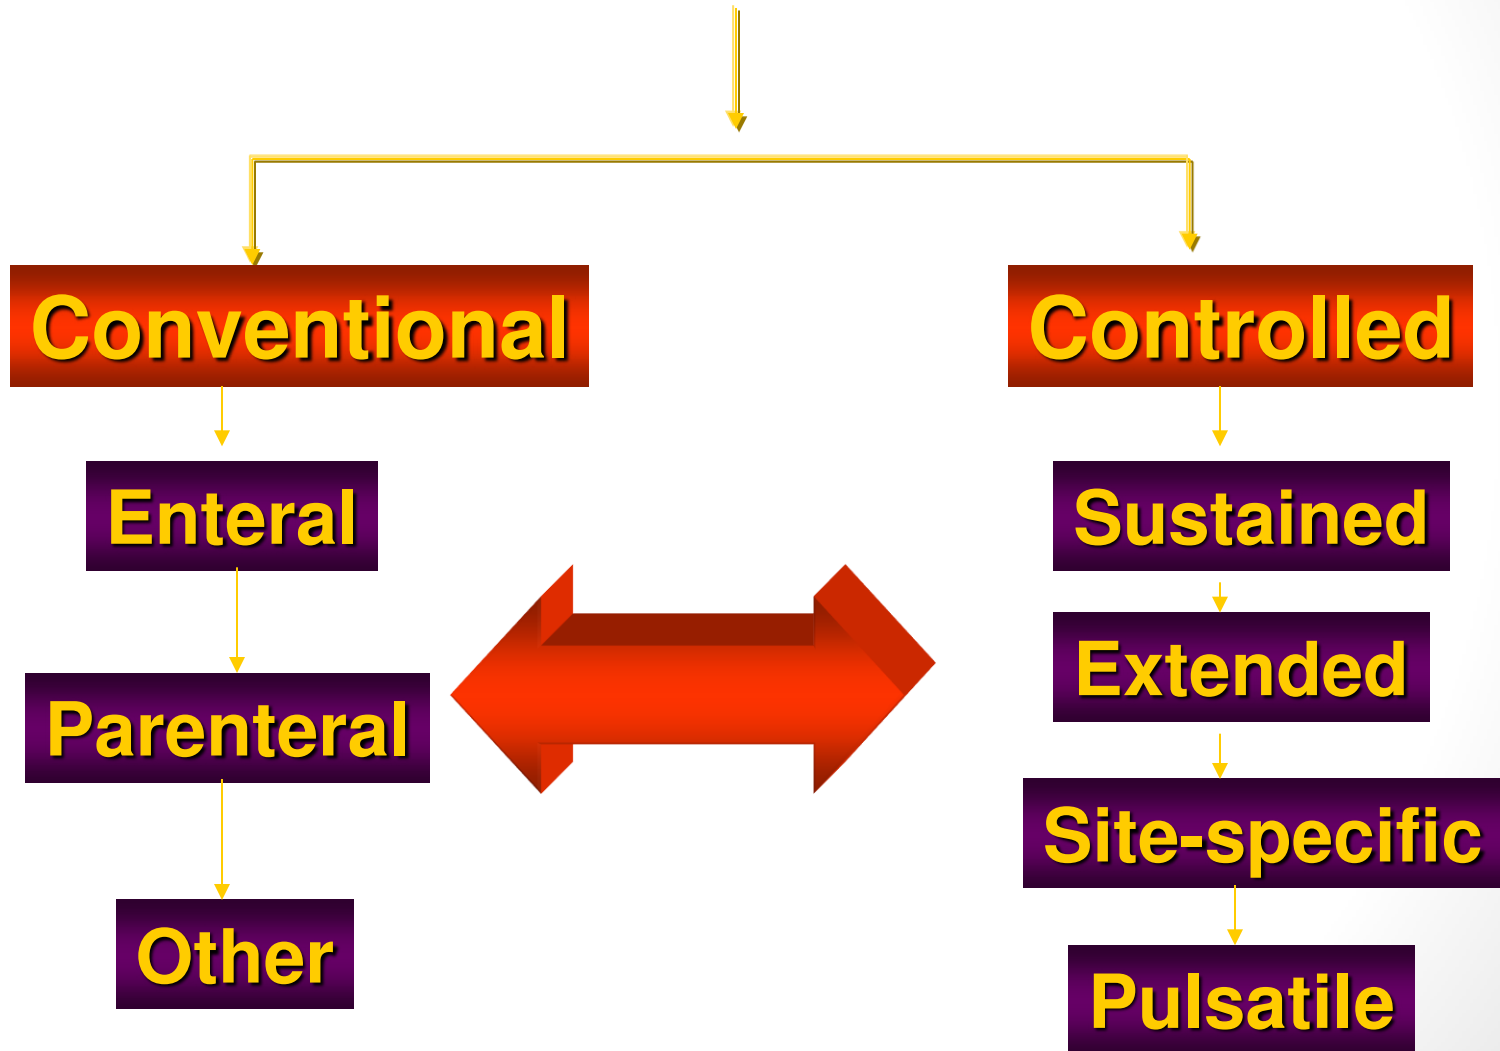 Conventional
Controlled
Enteral
Parenteral
Other
Sustained
Extended
Site-specific
Pulsatile